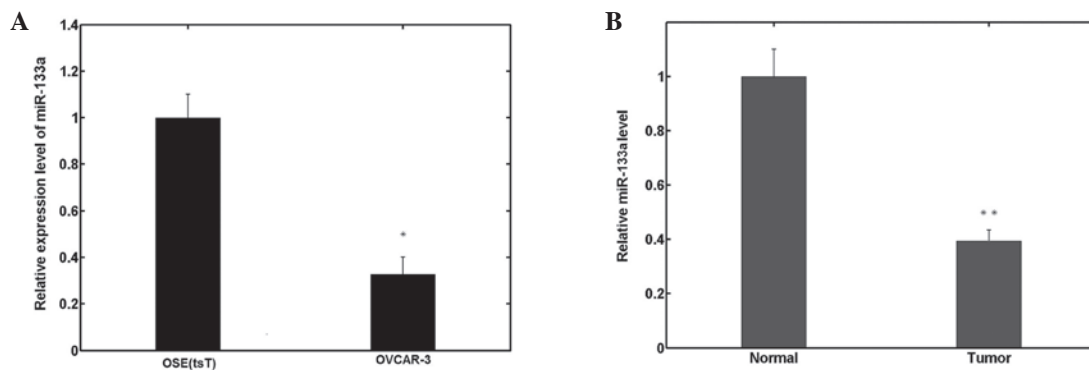 A
Relative expression level of miR-133a
1.4
1.2
1
0.8
0.6
0.4
0.2
0
*
OSE(tsT)
OVCAR-3
B
Relative miR-133a level
1
0.8
0.6
0.4
0.2
0
* *
Normal
Tumor